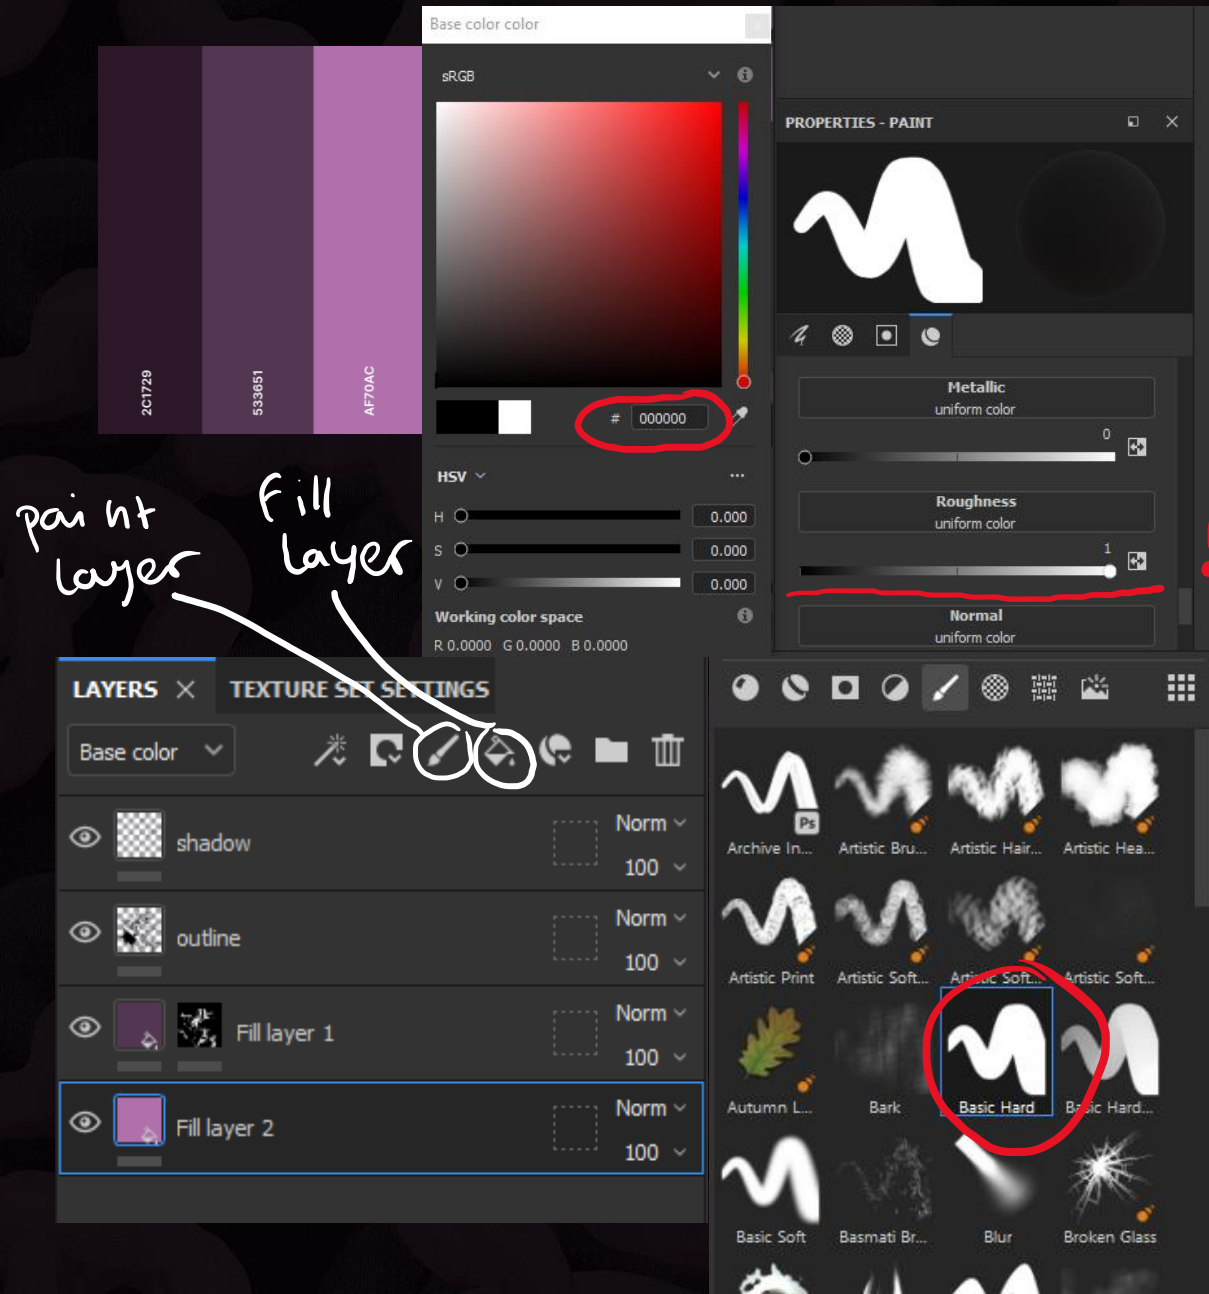 Base color color
sRGB
# 000000
HSV
H 0.000
S 0.000
V 0.000
Working color space
R 0.0000 G 0.0000 B 0.0000
PROPERTIES - PAINT
Metallic
uniform color
0
Roughness
uniform color
1
Normal
uniform color
2C1729
533651
AF70AC
paint
layer
fill
layer
LAYERS
TEXTURE SET SETTINGS
Base color
shadow
Norm
100
outline
Norm
100
Fill layer 1
Norm
100
Fill layer 2
Norm
100
Ps
Archive In...
Artistic Bru...
Artistic Hair...
Artistic Hea...
Artistic Print
Artistic Soft...
Artistic Soft...
Artistic Soft...
Autumn L...
Bark
Basic Hard
Basic Hard...
Basic Soft
Basmati Br...
Blur
Broken Glass